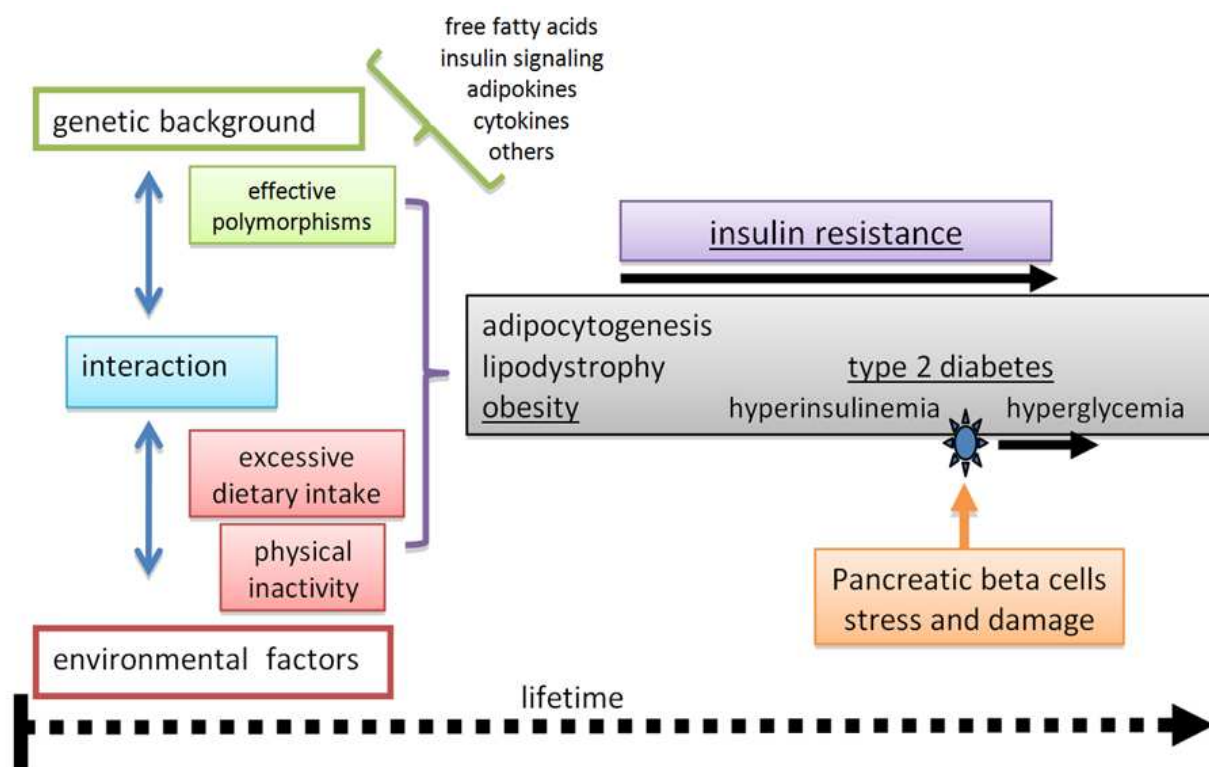 free fatty acids
insulin signaling
adipokines
cytokines
others
genetic background
effective
polymorphisms
interaction
excessive
dietary intake
physical
inactivity
environmental factors
insulin resistance
adipocytogenesis
lipodystrophy
obesity
type 2 diabetes
hyperinsulinemia
hyperglycemia
Pancreatic beta cells
stress and damage
lifetime